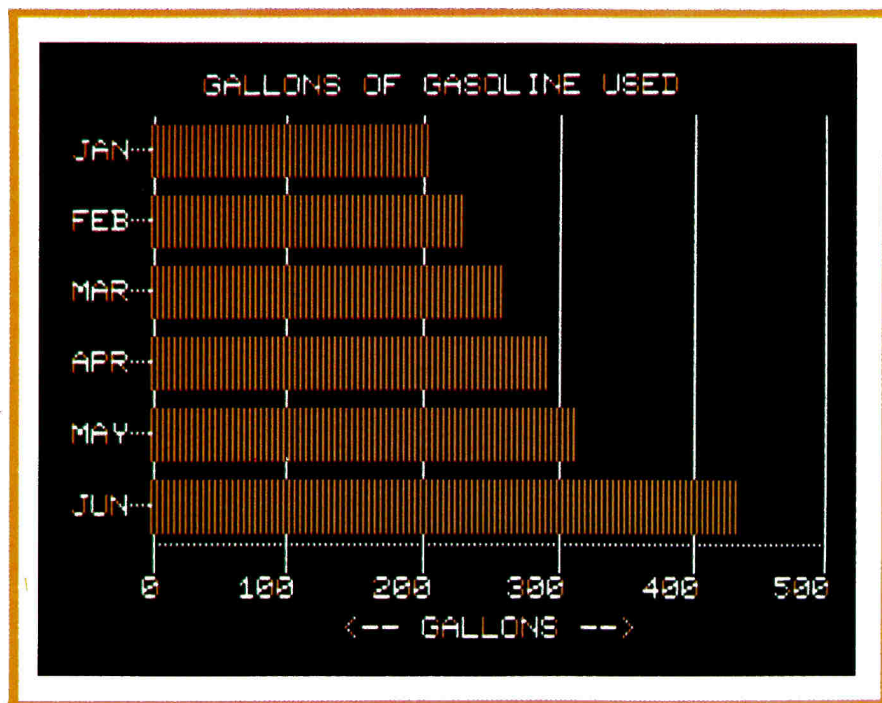 GALLONS OF GASOLINE USED
JAN
FEB
MAR
APR
MAY
JUN
0 100 200 300 400 500
<-- GALLONS -->